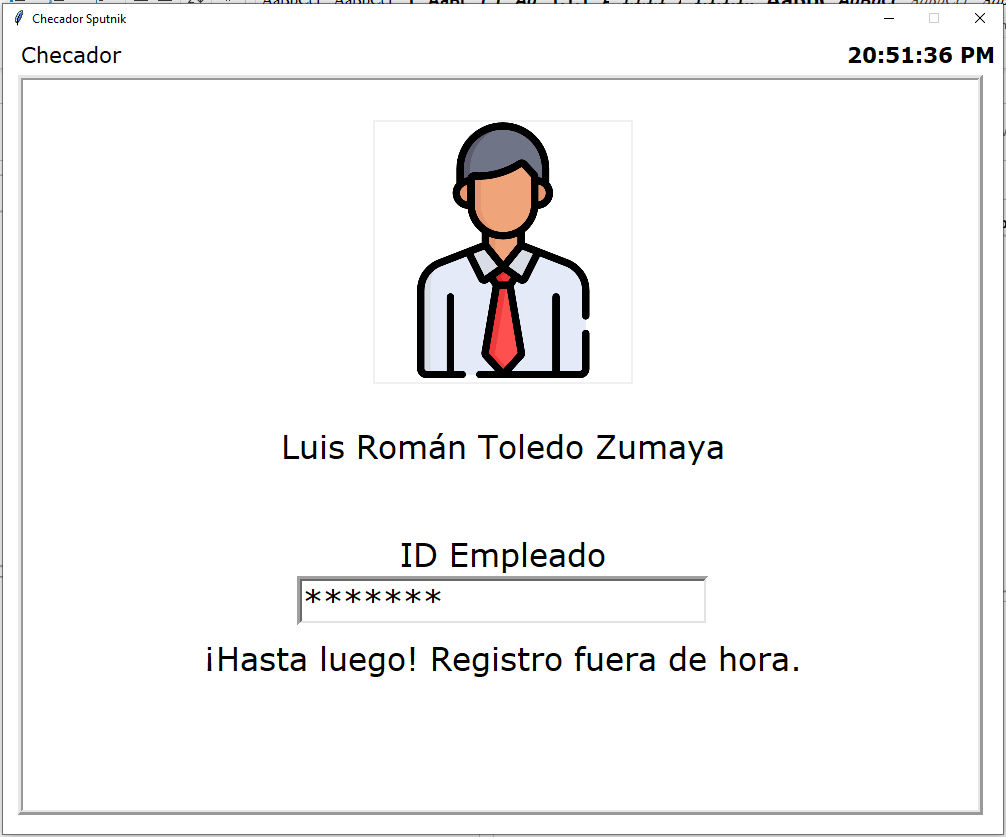 Checador Sputnik
Checador
20:51:36 PM
Luis Román Toledo Zumaya
ID Empleado
*******
¡Hasta luego! Registro fuera de hora.